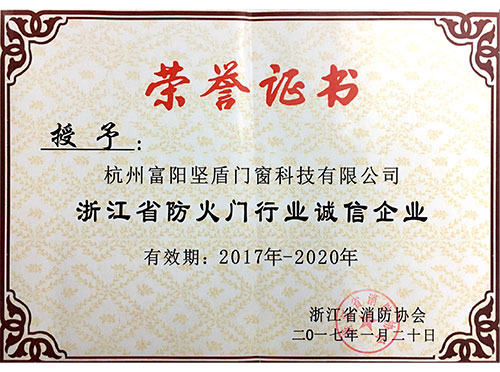 荣誉证书
授予：
杭州富阳坚盾门窗科技有限公司
浙江省防火门行业诚信企业
有效期：2017年-2020年
浙江省消防协会
二〇一七年一月二十日